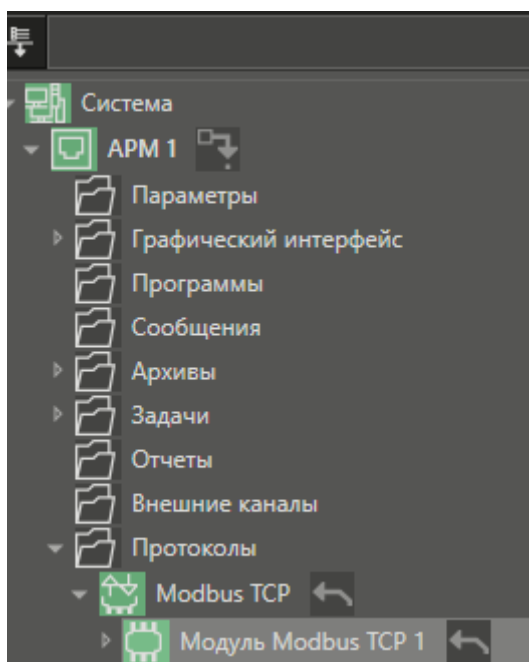 Система
АРМ 1
Параметры
Графический интерфейс
Программы
Сообщения
Архивы
Задачи
Отчеты
Внешние каналы
Протоколы
Modbus TCP
Модуль Modbus TCP 1